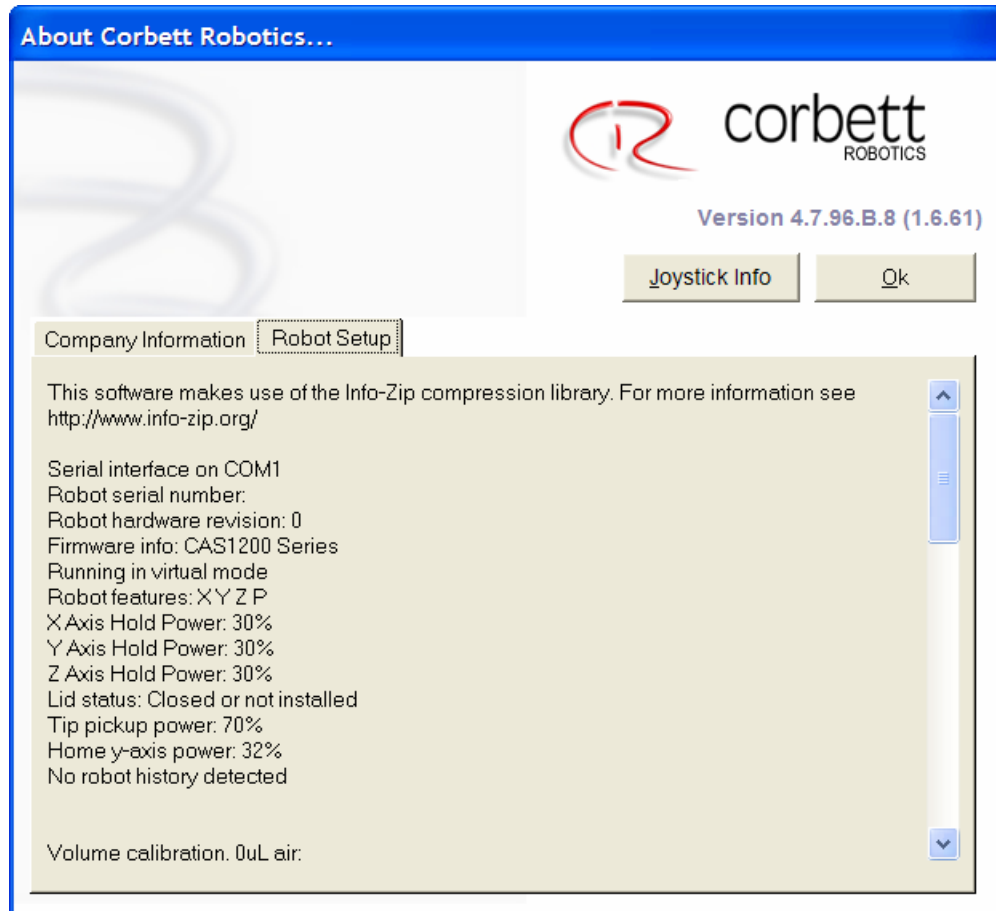 About Corbett Robotics...
corbett
ROBOTICS
Version 4.7.96.B.8 (1.6.61)
Joystick Info
Ok
Company Information
Robot Setup
This software makes use of the Info-Zip compression library. For more information see
http://www.info-zip.org/
Serial interface on COM1
Robot serial number:
Robot hardware revision: 0
Firmware info: CAS1200 Series
Running in virtual mode
Robot features: X Y Z P
X Axis Hold Power: 30%
Y Axis Hold Power: 30%
Z Axis Hold Power: 30%
Lid status: Closed or not installed
Tip pickup power: 70%
Home y-axis power: 32%
No robot history detected
Volume calibration. 0uL air: